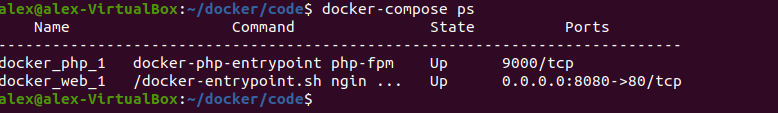 alex@alex-VirtualBox:~/docker/code$ docker-compose ps
Name Command State Ports
--------------------------------------------------------------------------------
docker_php_1 docker-php-entrypoint php-fpm Up 9000/tcp
docker_web_1 /docker-entrypoint.sh ngin ... Up 0.0.0.0:8080->80/tcp
alex@alex-VirtualBox:~/docker/code$